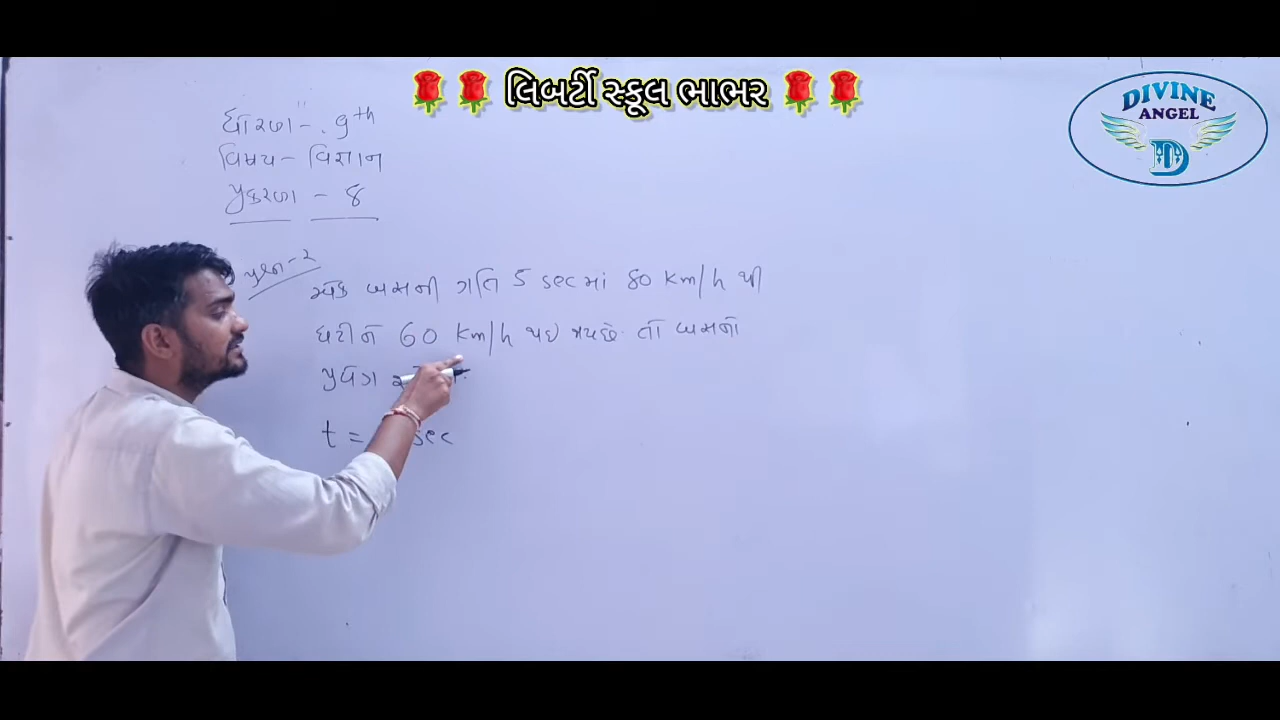 લિબર્ટી સ્કૂલ ભાભર
DIVINE
ANGEL
D
ધોરણ - 9th
વિષય - વિજ્ઞાન
પ્રકરણ - 8
પ્રશ્ન - 2
એક બસની ગતિ 5 sec માં 80 km/h થી
ઘટીને 60 km/h થઇ જાય છે. તો બસનો
પ્રવેગ
t = sec